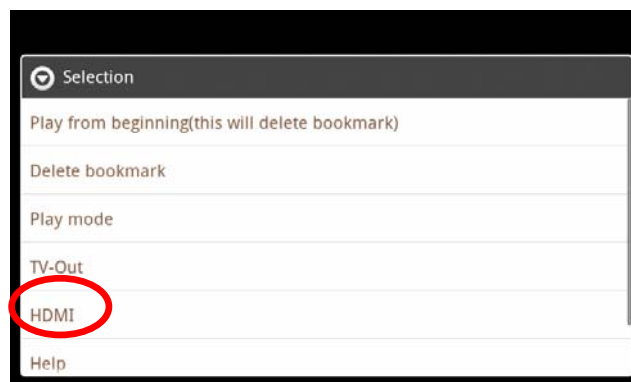 Selection
Play from beginning(this will delete bookmark)
Delete bookmark
Play mode
TV-Out
HDMI
Help